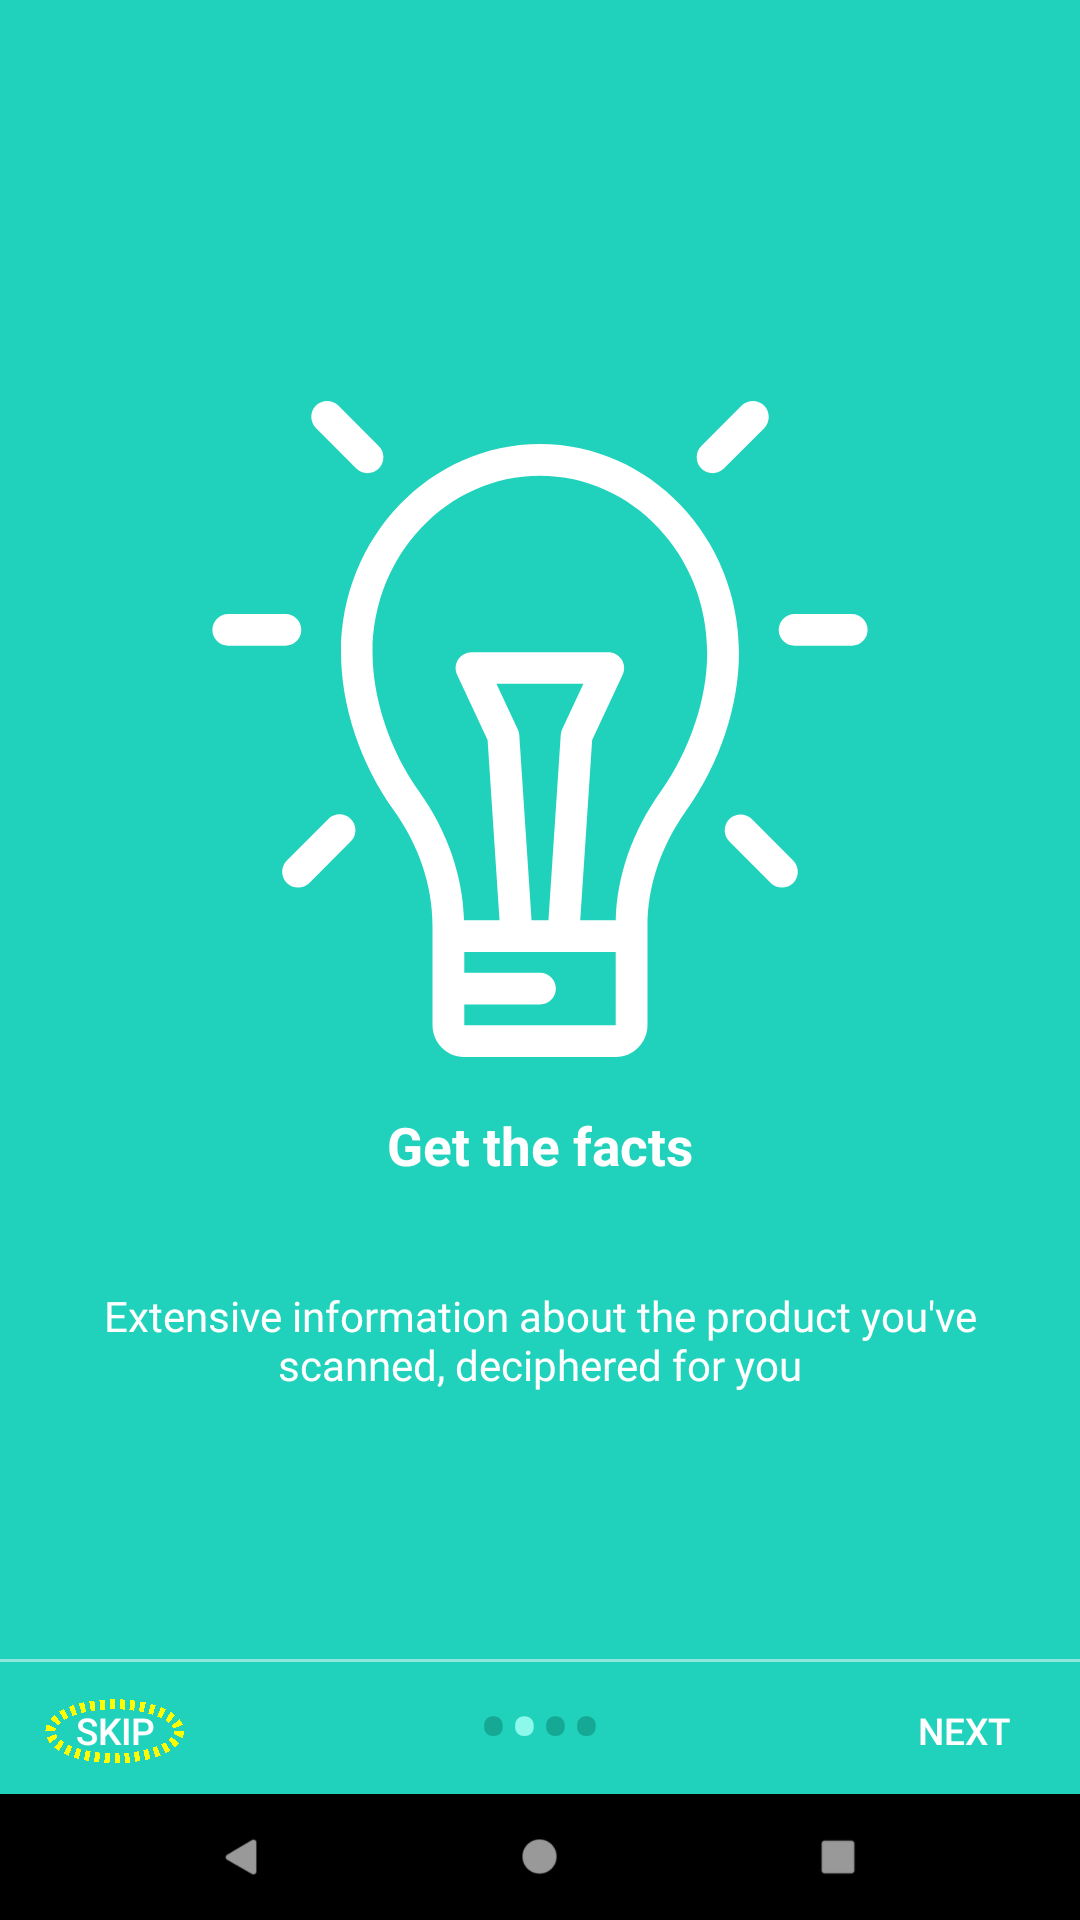 Get the facts
Extensive information about the product you've
scanned, deciphered for you
SKIP
NEXT